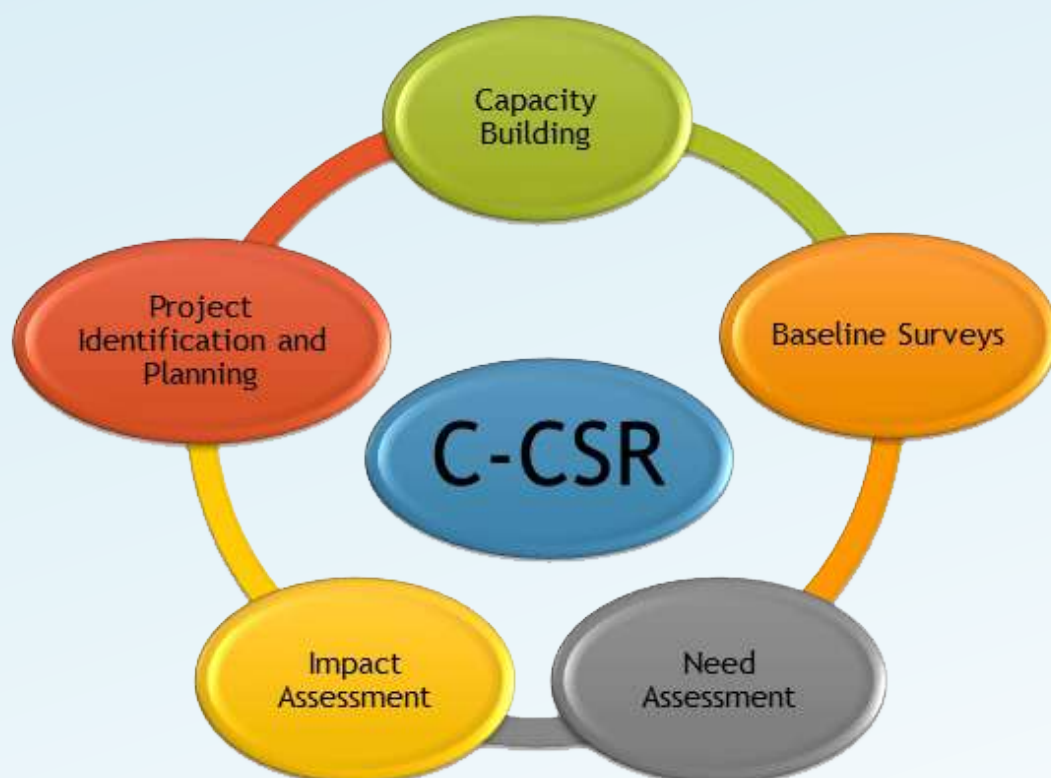 Capacity
Building
Baseline Surveys
Need
Assessment
Impact
Assessment
Project
Identification and
Planning
C-CSR